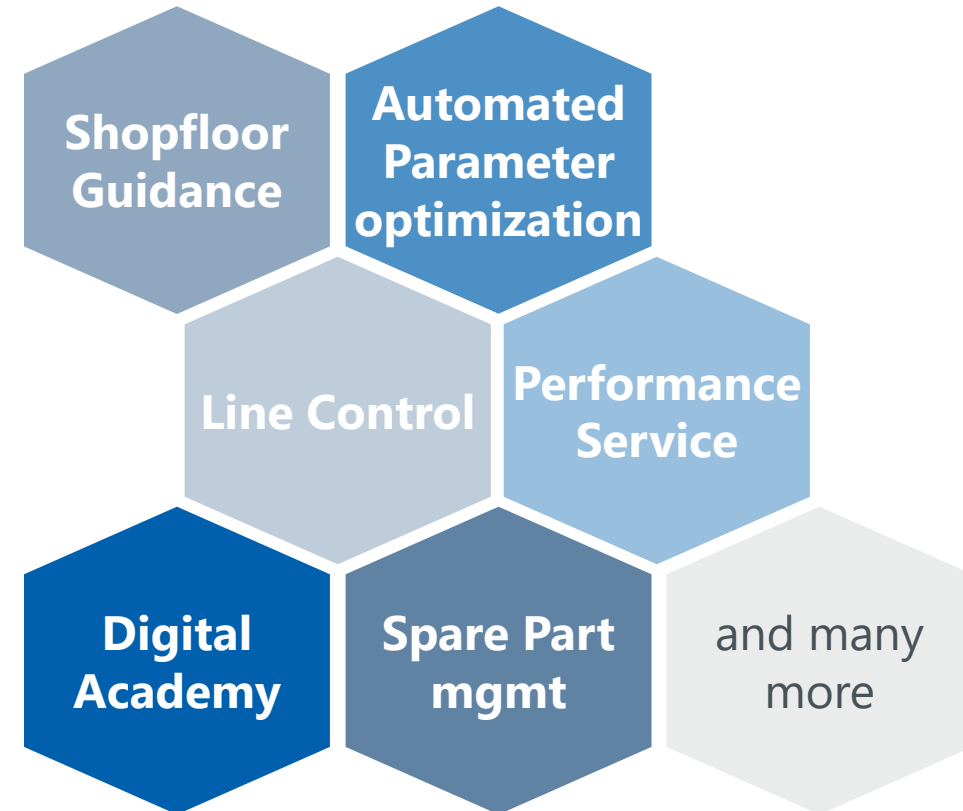 Shopfloor
Guidance
Automated
Parameter
optimization
Line Control
Performance
Service
Digital
Academy
Spare Part
mgmt
and many
more